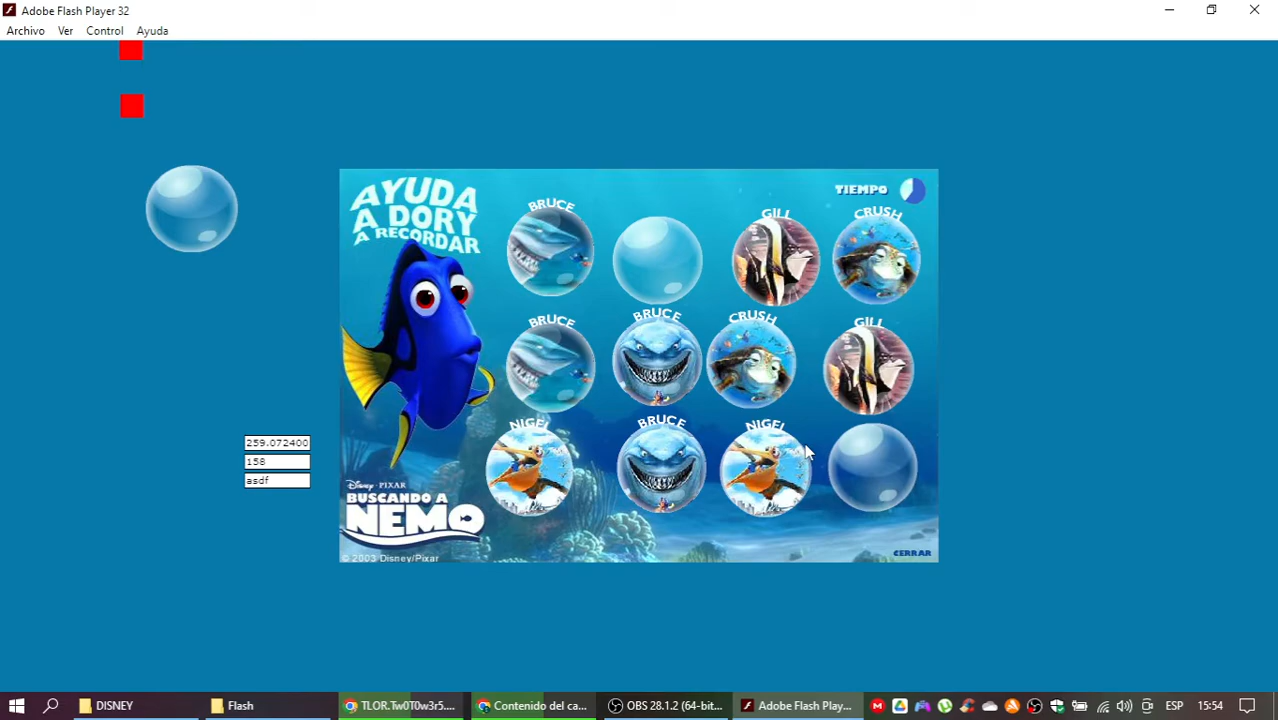 Adobe Flash Player 32
Archivo Ver Control Ayuda
AYUDA
A DORY
A RECORDAR
TIEMPO
BRUCE
GILL
CRUSH
BRUCE
BRUCE
CRUSH
GILL
NIGEL
BRUCE
NIGEL
259.072400
158
asdf
Disney · PIXAR
BUSCANDO A
NEMO
© 2003 Disney/Pixar
CERRAR
DISNEY
Flash
TLOR.Tw0T0w3r5....
Contenido del ca...
OBS 28.1.2 (64-bit...
Adobe Flash Play...
ESP
15:54